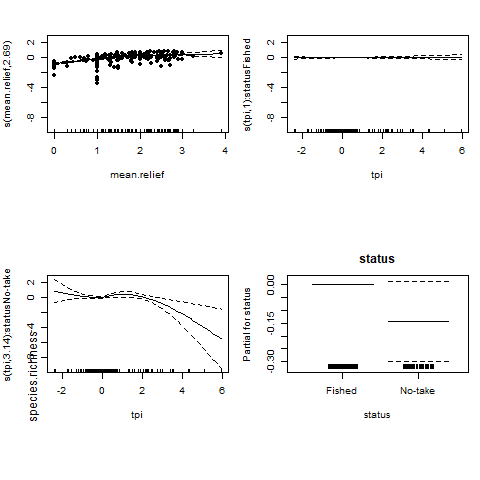 s(mean.relief,2.69)
2
0
-4
-8
0
1
2
3
4
mean.relief
s(tpi,1):statusFished
2
0
-4
-8
-2
0
2
4
6
tpi
s(tpi,3.14):statusNo-take
species.richness
2
0
-4
-8
-2
0
2
4
6
tpi
status
Partial for status
0.00
-0.15
-0.30
Fished
No-take
status